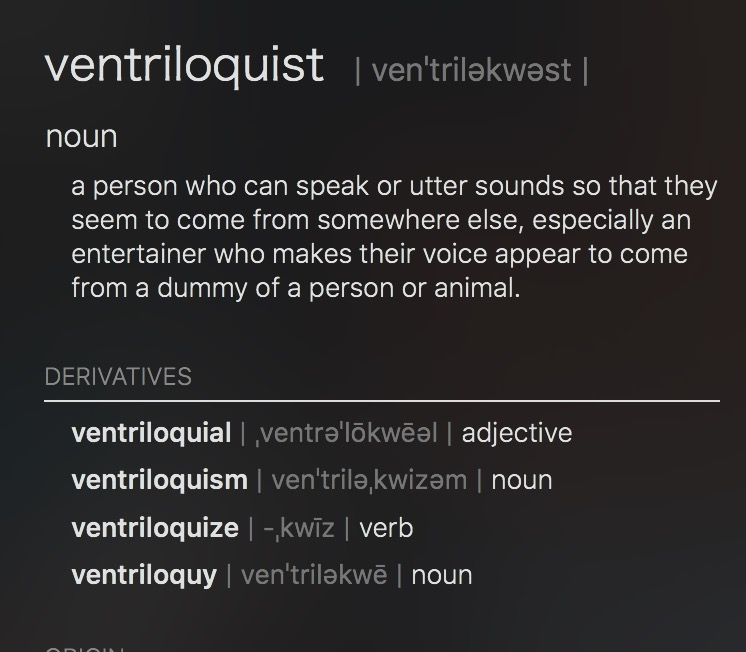 ventriloquist | venˈtriləkwəst |
noun
a person who can speak or utter sounds so that they
seem to come from somewhere else, especially an
entertainer who makes their voice appear to come
from a dummy of a person or animal.
DERIVATIVES
ventriloquial | ˌventrəˈlōkwēəl | adjective
ventriloquism | venˈtriləˌkwizəm | noun
ventriloquize | -ˌkwīz | verb
ventriloquy | venˈtriləkwē | noun
ORIGIN